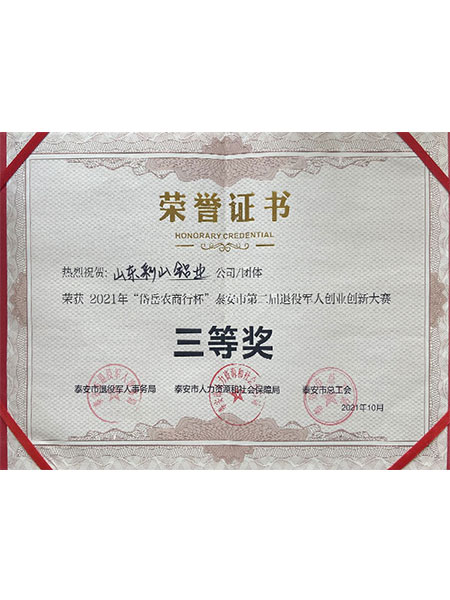 荣誉证书
HONORARY CREDENTIAL
热烈祝贺：山东利山铝业 公司/团体
荣获 2021年“岱岳农商行杯”泰安市第二届退役军人创业创新大赛
三等奖
泰安市退役军人事务局 泰安市人力资源和社会保障局 泰安市总工会
2021年10月